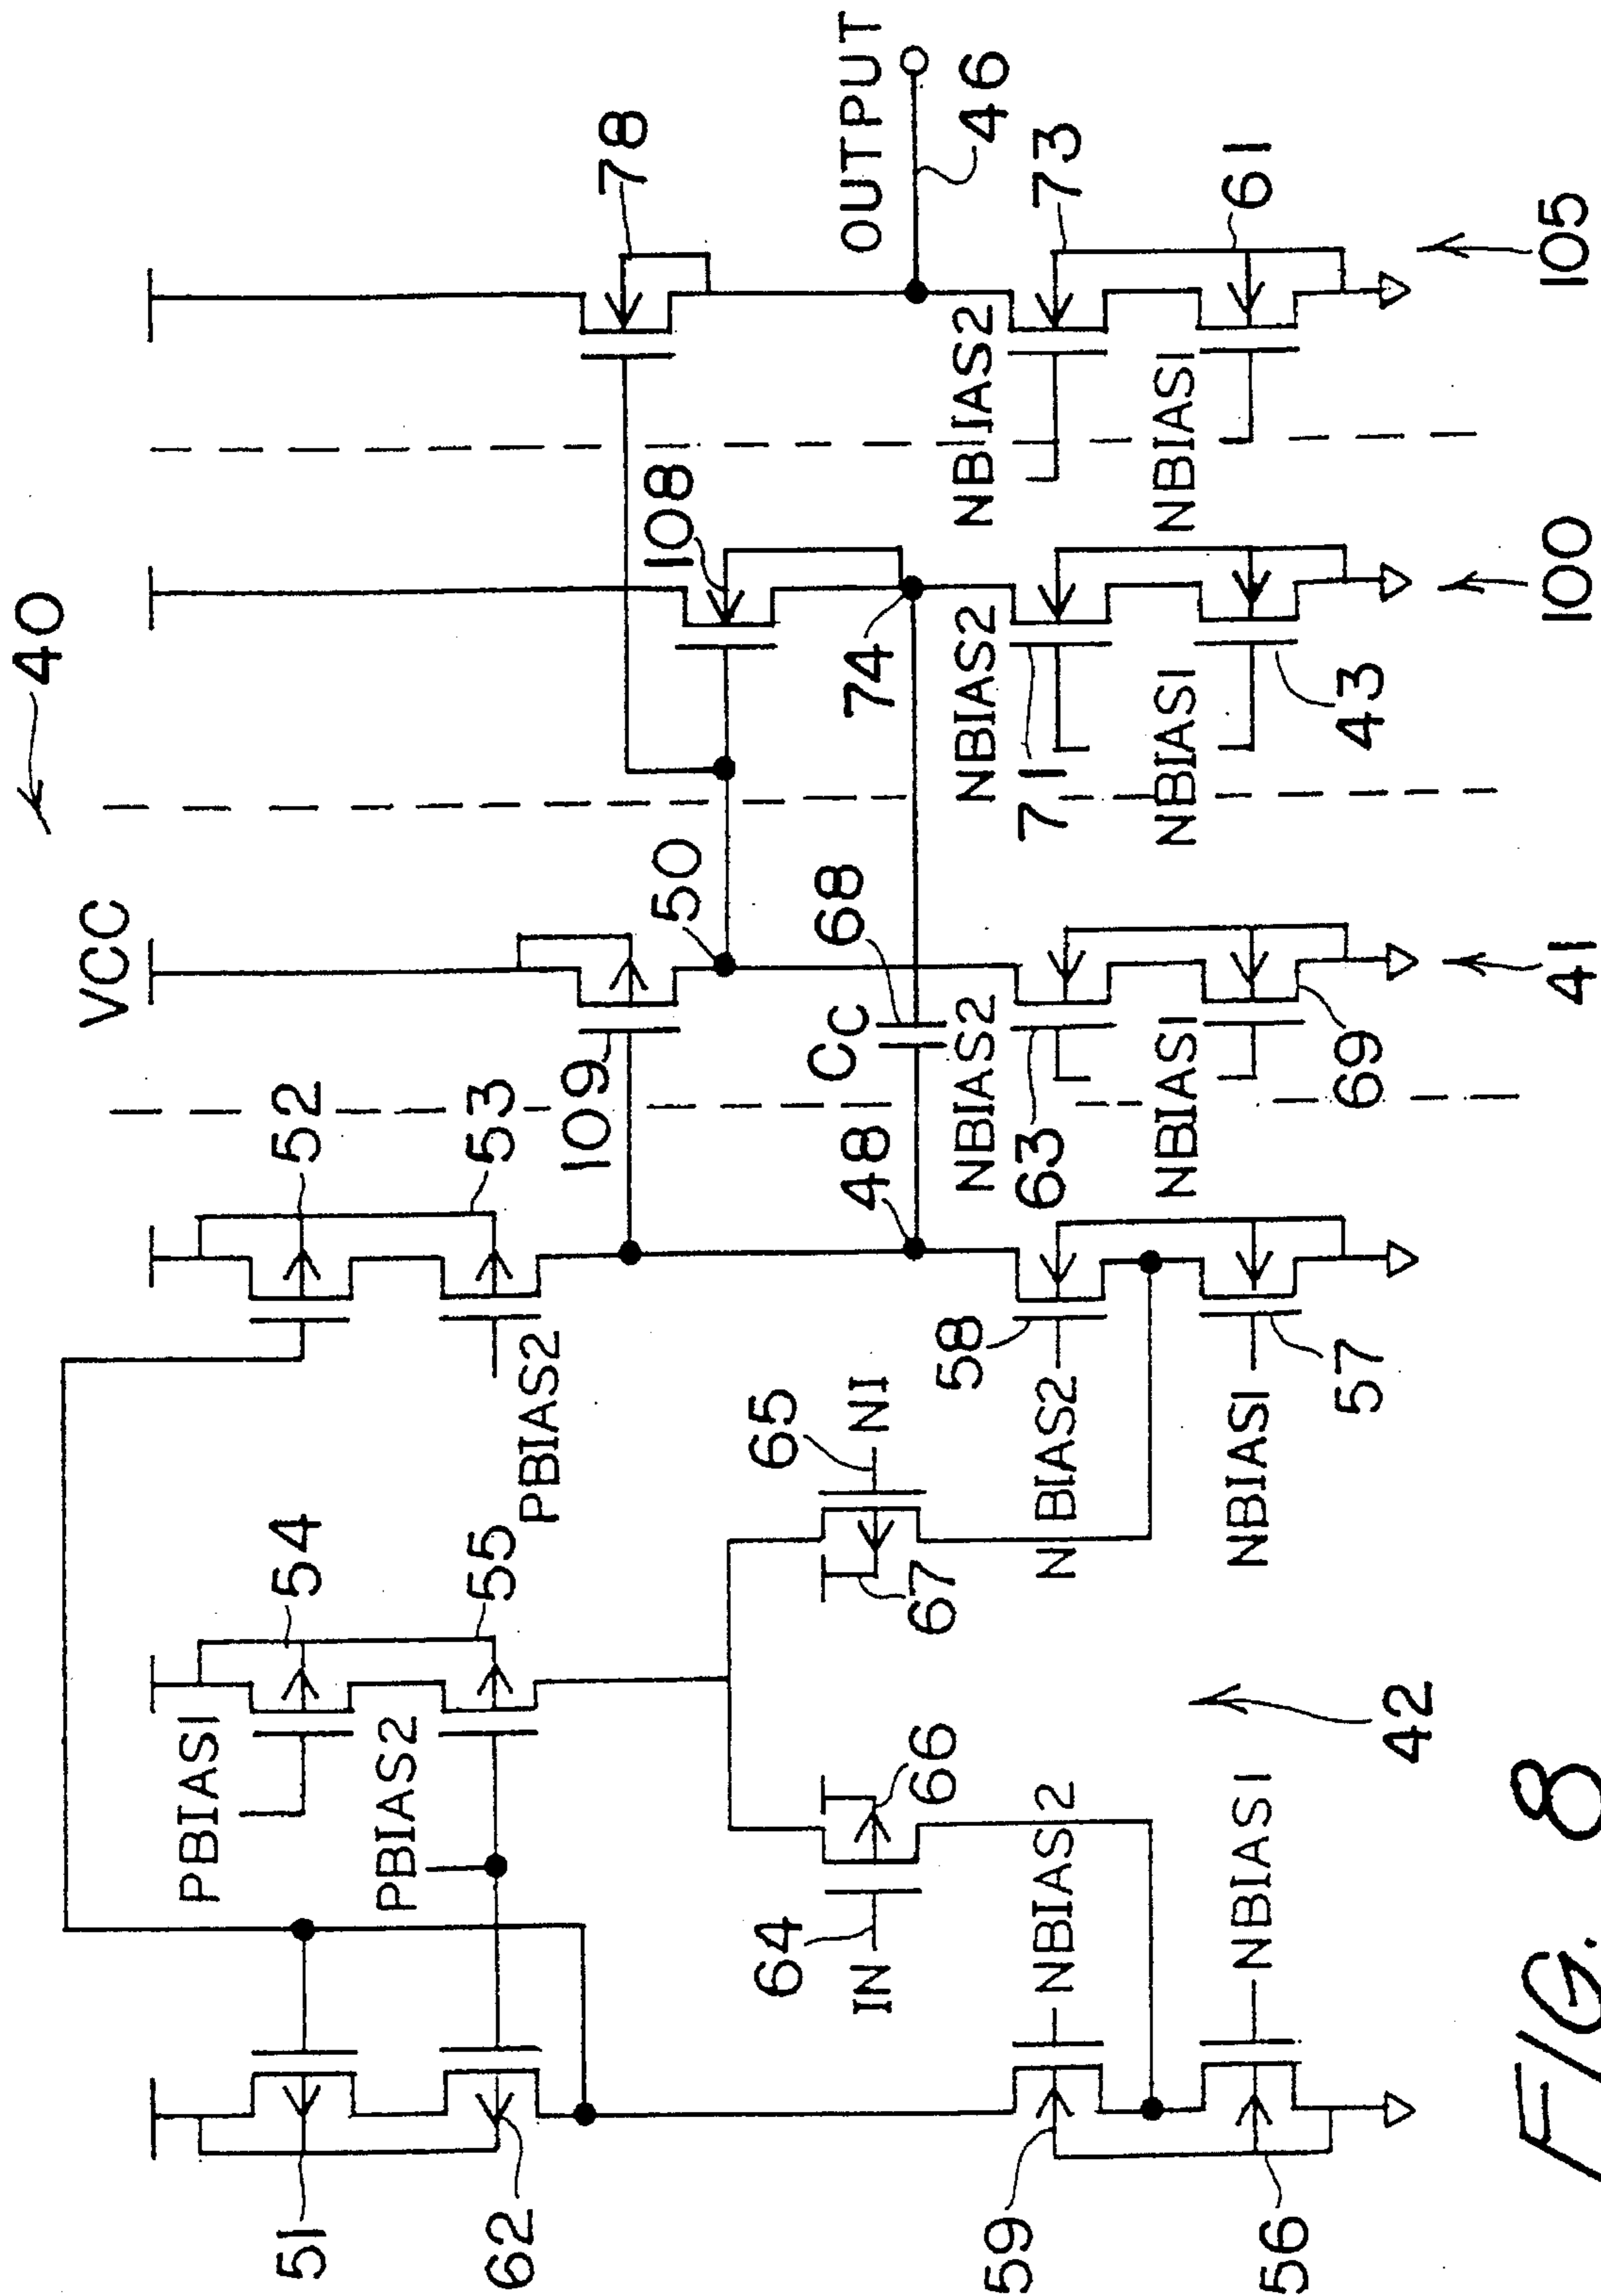 40
VCC
52
53
54
55
PBIAS1
PBIAS2
PBIAS2
51
62
109
50
108
78
OUTPUT
46
74
CC
68
48
65
NI
67
66
64
IN
NBIAS2
NBIAS2
NBIAS2
NBIAS2
NBIAS2
58
63
71
73
59
NBIAS1
NBIAS1
NBIAS1
NBIAS1
NBIAS1
57
69
43
61
56
42
41
100
105
FIG. 8